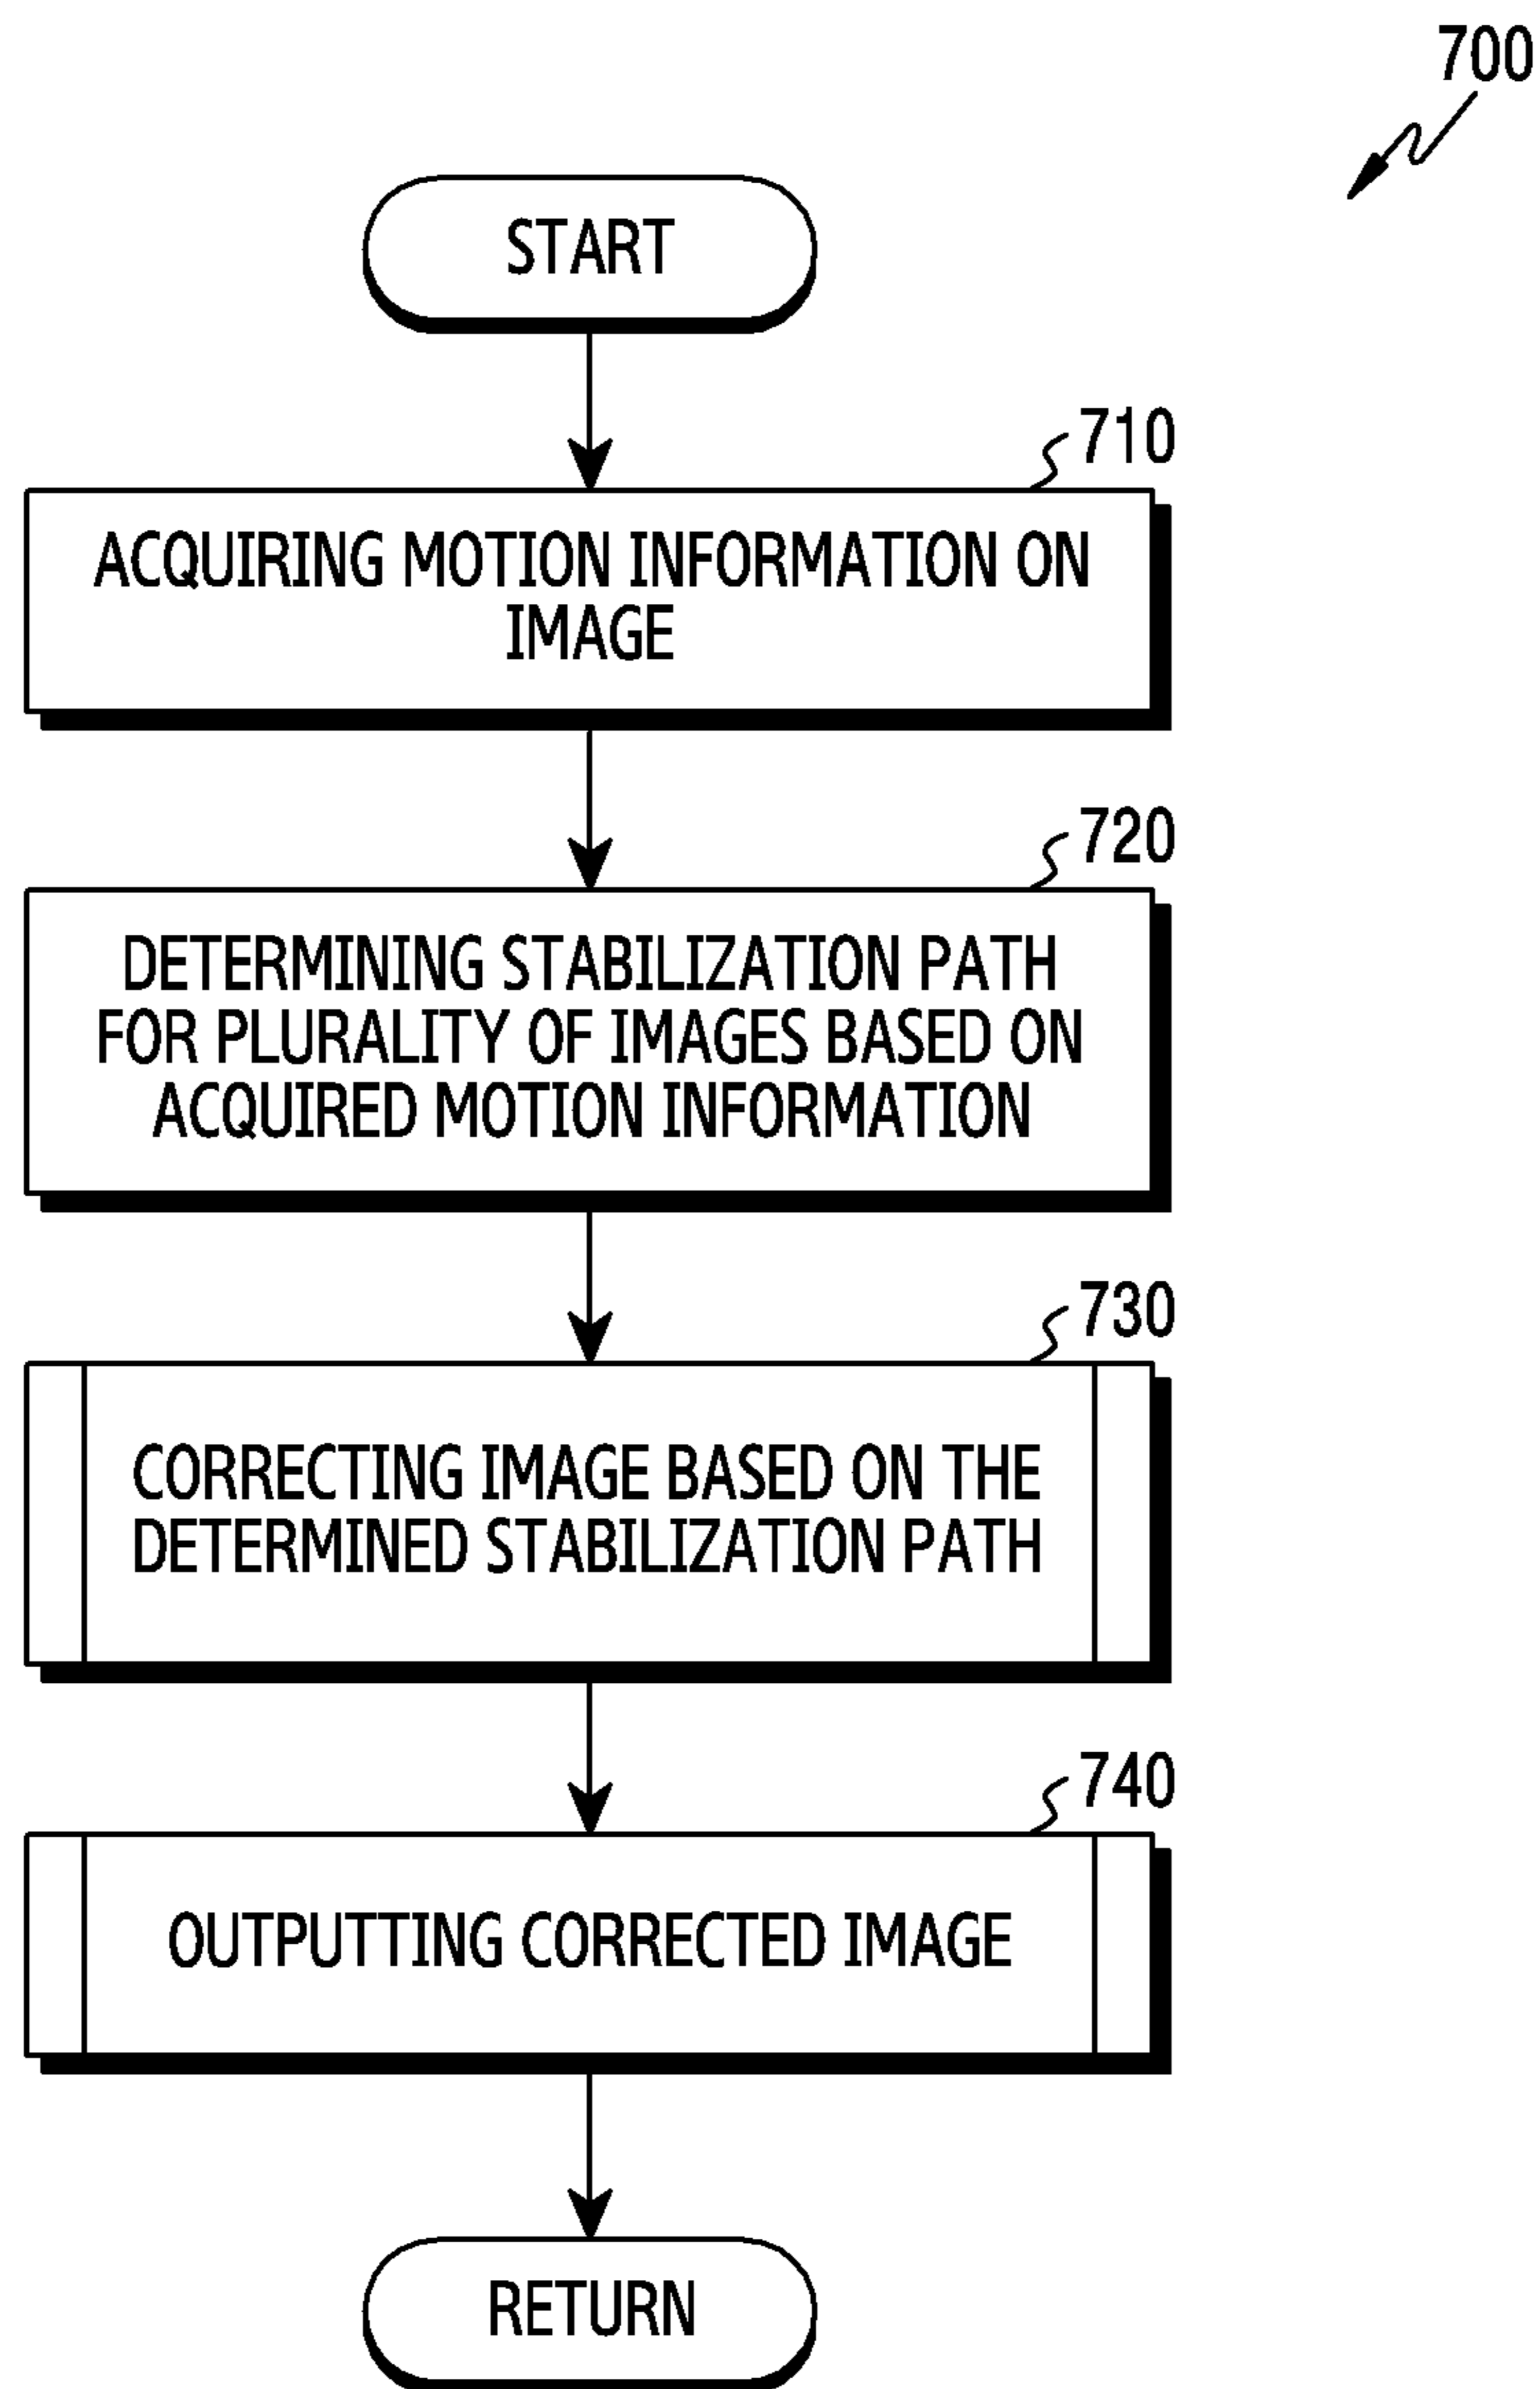 700
START
710
ACQUIRING MOTION INFORMATION ON
IMAGE
720
DETERMINING STABILIZATION PATH
FOR PLURALITY OF IMAGES BASED ON
ACQUIRED MOTION INFORMATION
730
CORRECTING IMAGE BASED ON THE
DETERMINED STABILIZATION PATH
740
OUTPUTTING CORRECTED IMAGE
RETURN